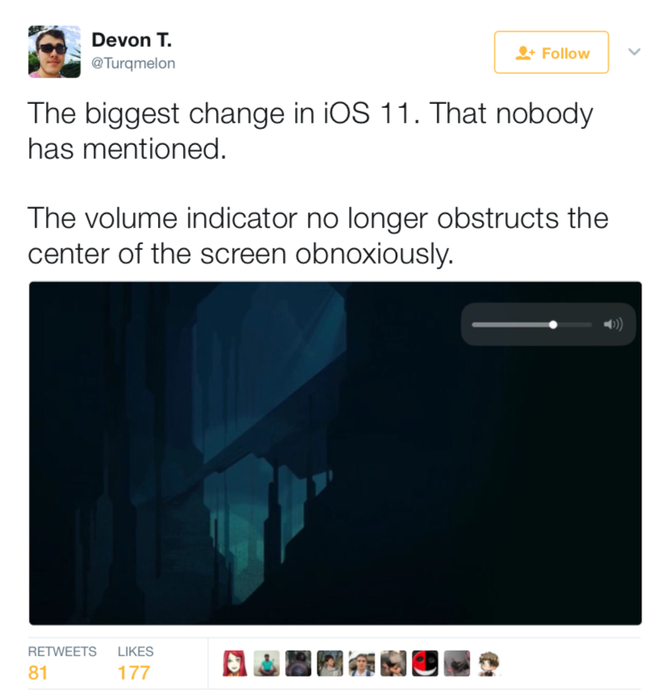 Devon T.
@Turqmelon
Follow
The biggest change in iOS 11. That nobody
has mentioned.
The volume indicator no longer obstructs the
center of the screen obnoxiously.
RETWEETS LIKES
81 177